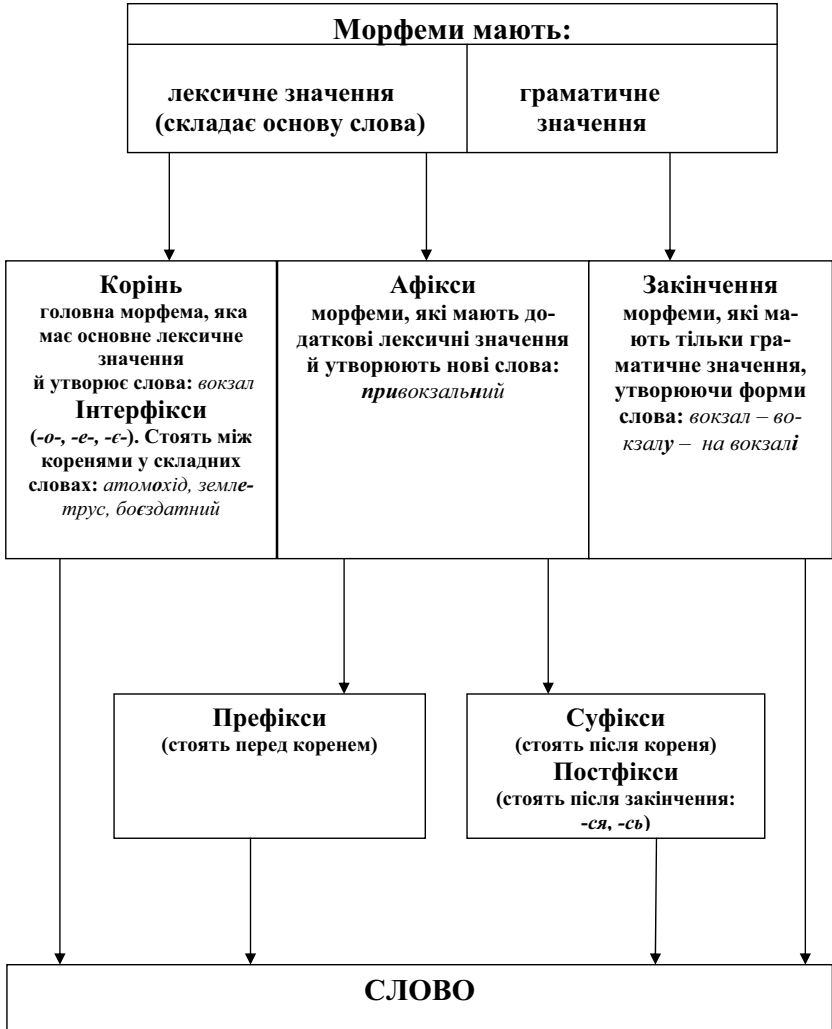 Морфеми мають:
лексичне значення
(складає основу слова)
граматичне
значення
Корінь
головна морфема, яка
має основне лексичне
значення
й утворює слова: вокзал
Інтерфікси
(-о-, -е-, -є-). Стоять між
коренями у складних
словах: атомохід, земле-
трус, боєздатний
Афікси
морфеми, які мають до-
даткові лексичні значення
й утворюють нові слова:
привокзальний
Закінчення
морфеми, які ма-
ють тільки гра-
матичне значення,
утворюючи форми
слова: вокзал – во-
кзалу – на вокзалі
Префікси
(стоять перед коренем)
Суфікси
(стоять після кореня)
Постфікси
(стоять після закінчення:
-ся, -сь)
СЛОВО